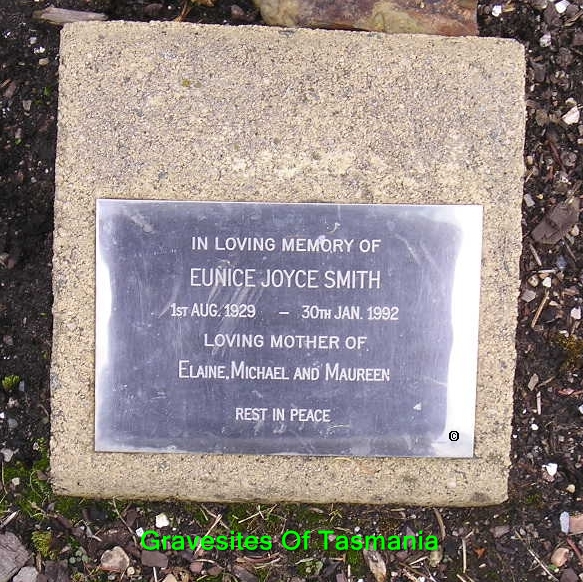 IN LOVING MEMORY OF
EUNICE JOYCE SMITH
1ST AUG. 1929 – 30TH JAN. 1992
LOVING MOTHER OF
ELAINE, MICHAEL AND MAUREEN
REST IN PEACE
©
Gravesites Of Tasmania